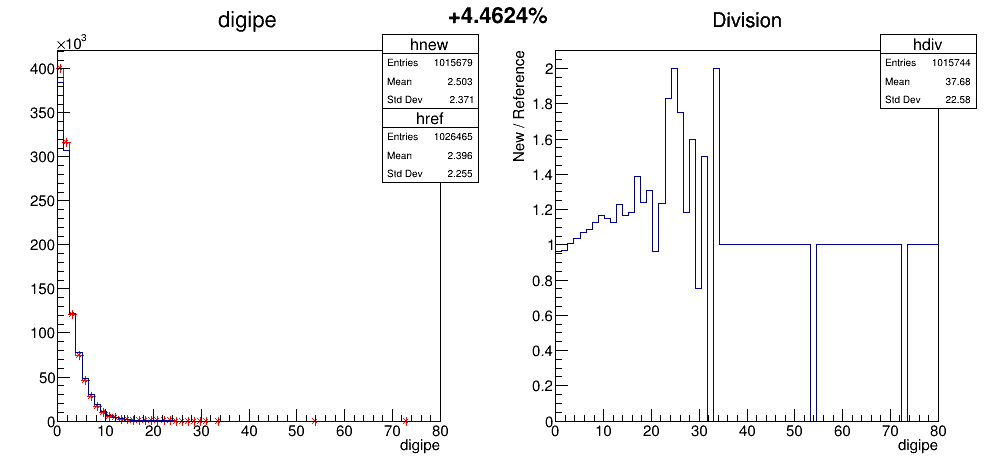 +4.4624%
digipe
×10³
400
350
300
250
200
150
100
50
0
0 10 20 30 40 50 60 70 80
digipe
hnew
Entries 1015679
Mean 2.503
Std Dev 2.371
href
Entries 1026465
Mean 2.396
Std Dev 2.255
Division
New / Reference
2
1.8
1.6
1.4
1.2
1
0.8
0.6
0.4
0.2
0
0 10 20 30 40 50 60 70 80
digipe
hdiv
Entries 1015744
Mean 37.68
Std Dev 22.58